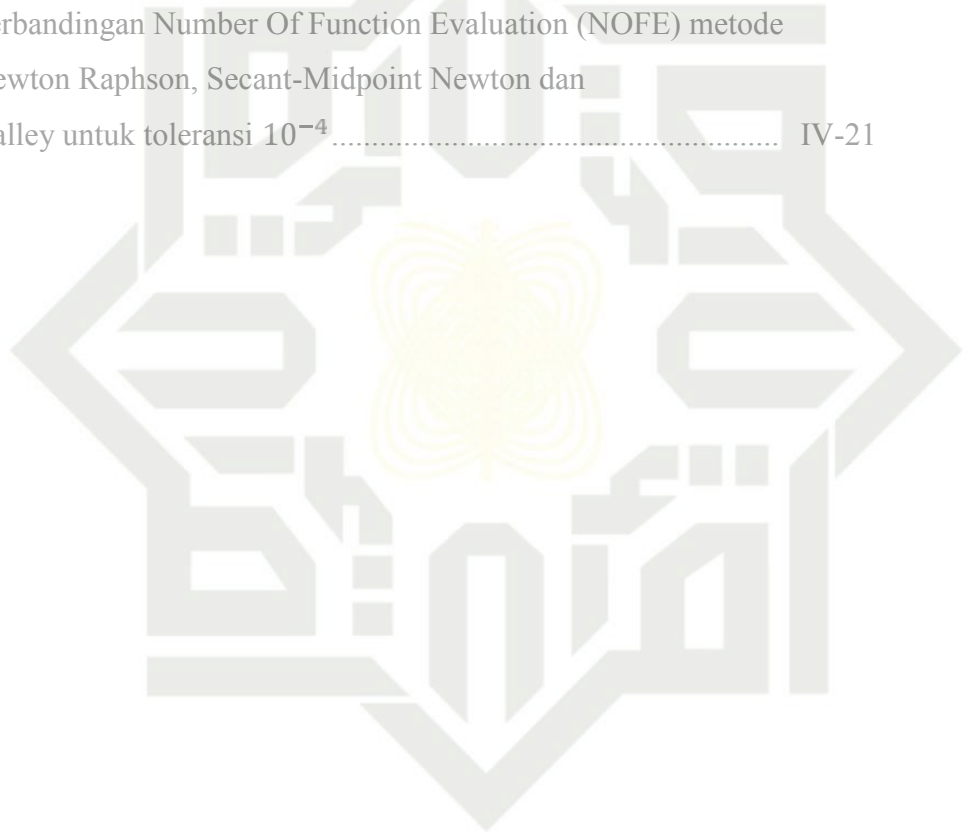 erbandingan Number Of Function Evaluation (NOFE) metode
ewton Raphson, Secant-Midpoint Newton dan
alley untuk toleransi 10⁻⁴.................................................................... IV-21